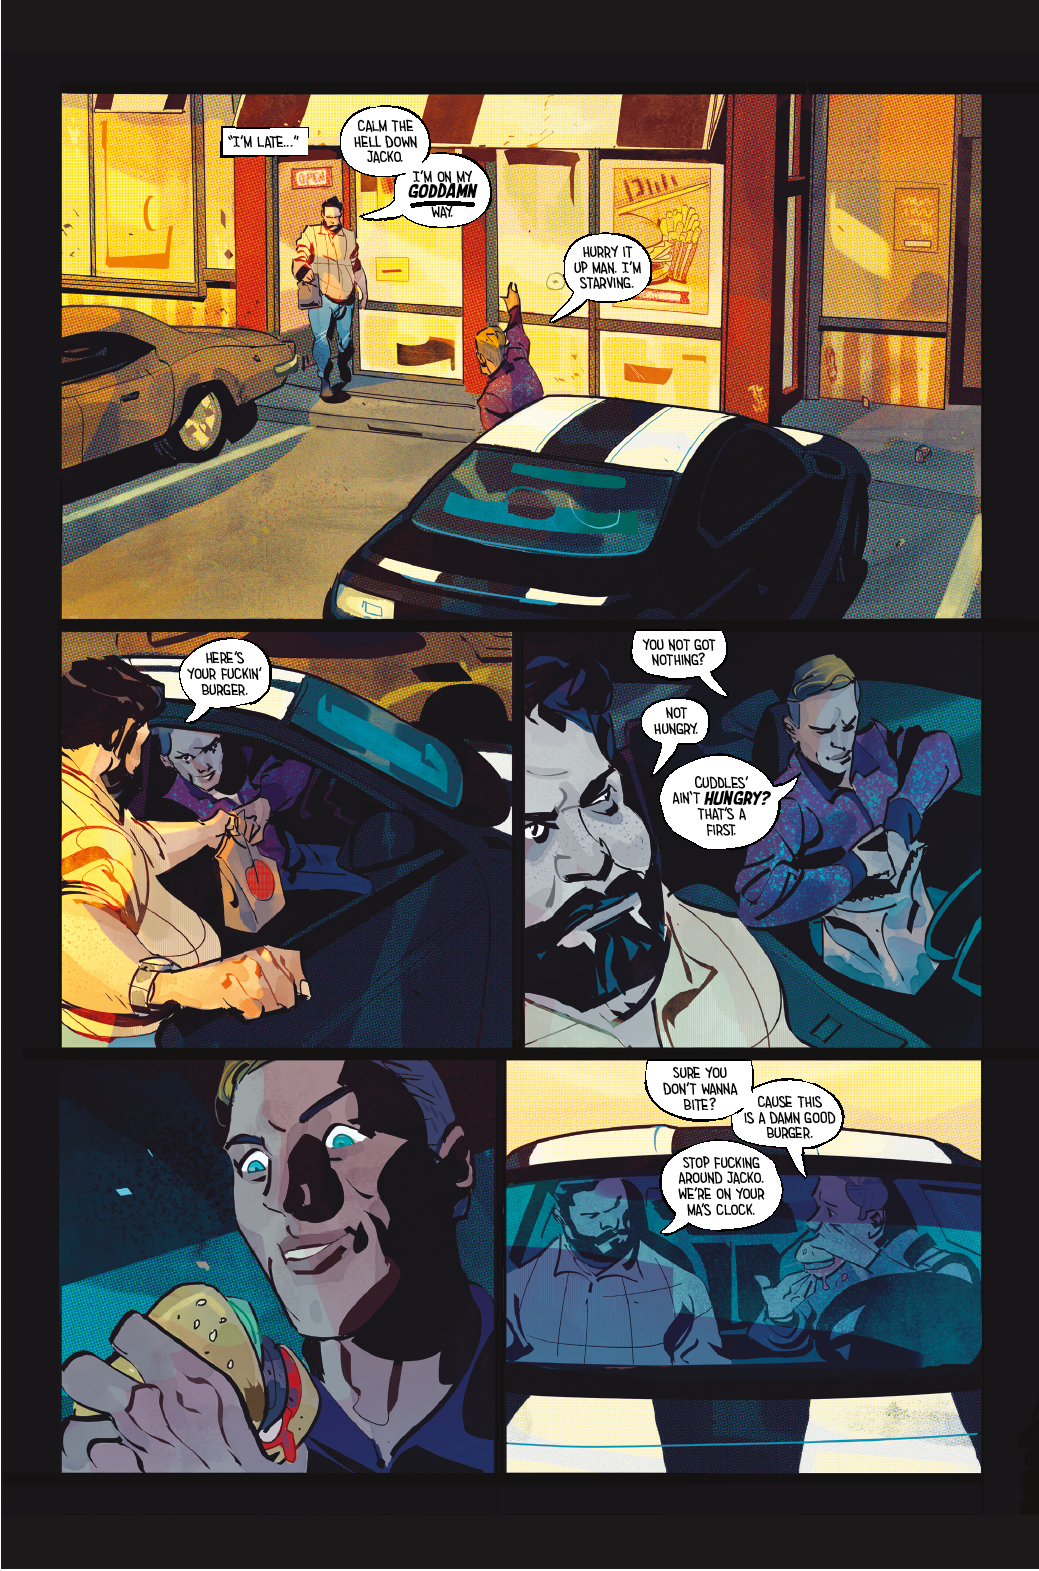 "I'M LATE..."
CALM THE
HELL DOWN
JACKO.
I'M ON MY
GODDAMN
WAY.
OPEN
HURRY IT
UP MAN. I'M
STARVING.
HERE'S
YOUR FUCKIN'
BURGER.
YOU NOT GOT
NOTHING?
NOT
HUNGRY.
CUDDLES'
AIN'T HUNGRY?
THAT'S A
FIRST.
SURE YOU
DON'T WANNA
BITE?
CAUSE THIS
IS A DAMN GOOD
BURGER.
STOP FUCKING
AROUND JACKO.
WE'RE ON YOUR
MA'S CLOCK.